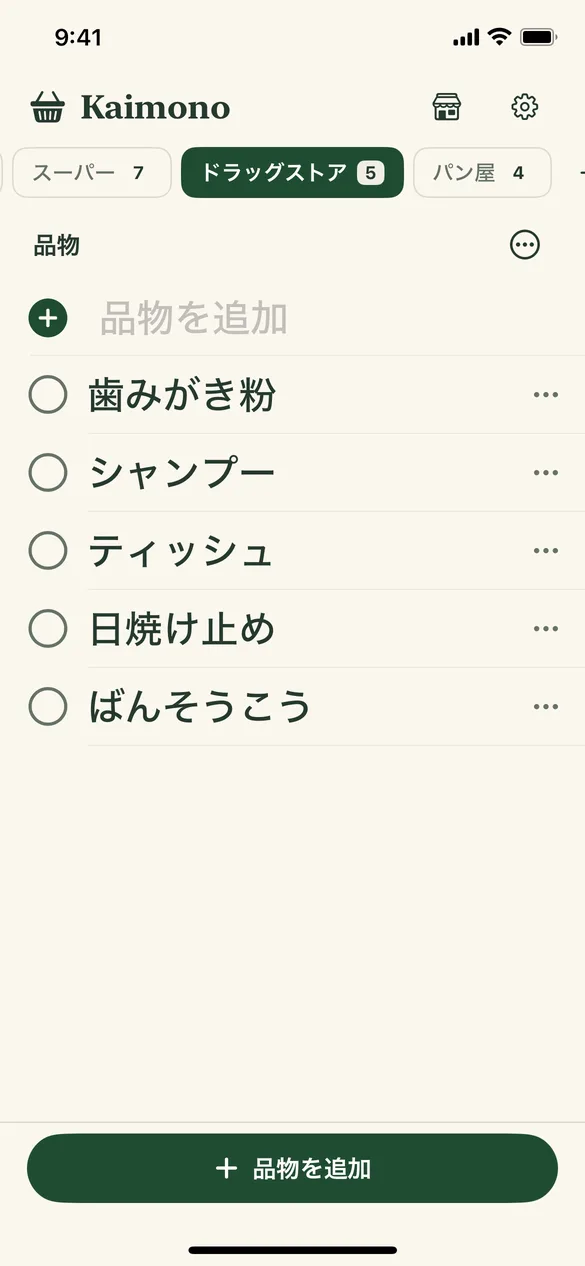 9:41
Kaimono
スーパー 7 ドラッグストア 5 パン屋 4
品物
品物を追加
歯みがき粉
シャンプー
ティッシュ
日焼け止め
ばんそうこう
品物を追加